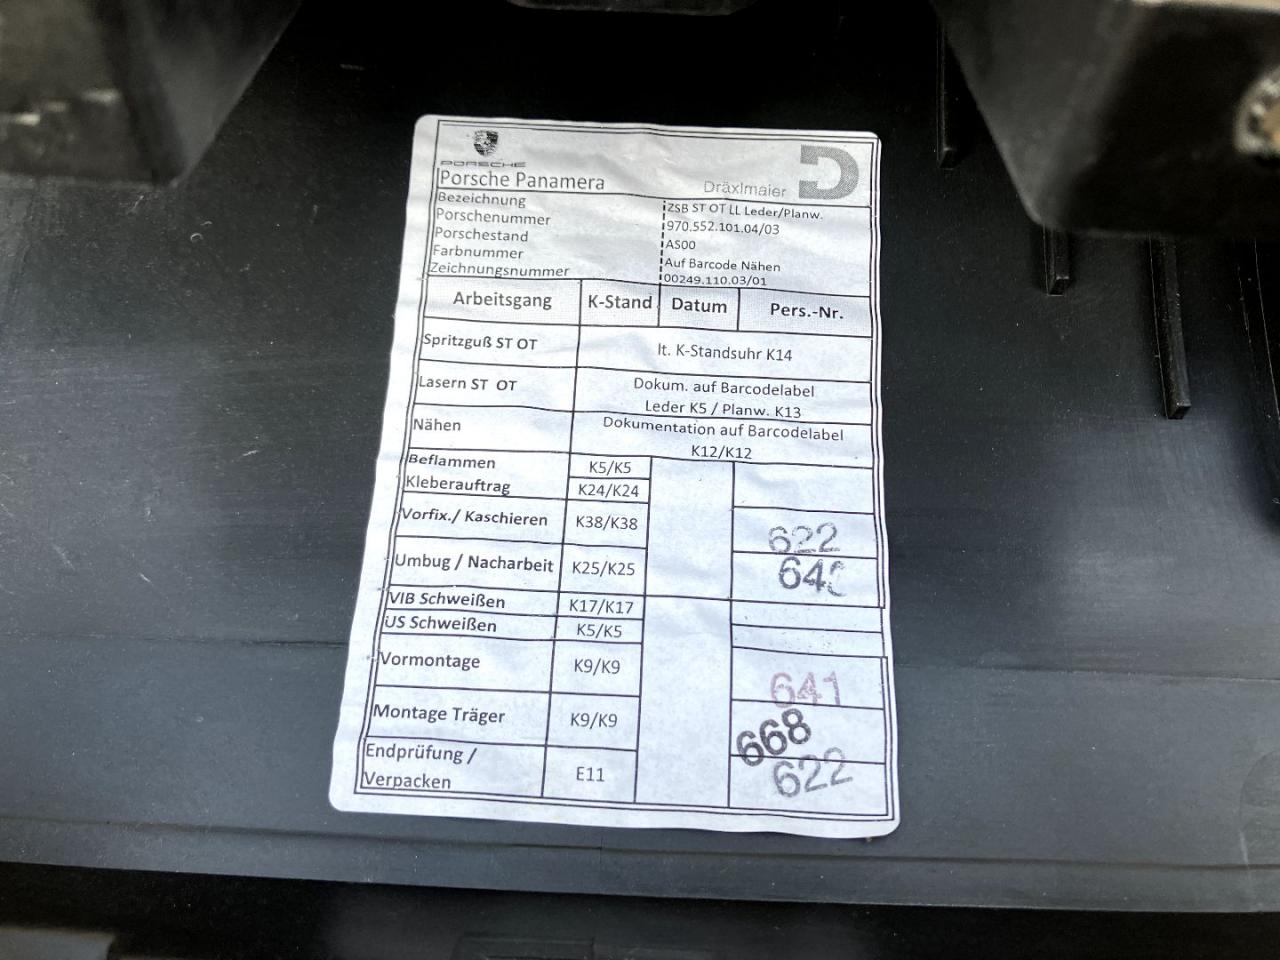 PORSCHE
Porsche Panamera Dräxlmaier D
Bezeichnung ZSB ST OT LL Leder/Planw.
Porschenummer 970.552.101.04/03
Porschestand AS00
Farbnummer Auf Barcode Nähen
Zeichnungsnummer 00249.110.03/01
Arbeitsgang K-Stand Datum Pers.-Nr.
Spritzguß ST OT lt. K-Standsuhr K14
Lasern ST OT Dokum. auf Barcodelabel
Leder K5 / Planw. K13
Nähen Dokumentation auf Barcodelabel
K12/K12
Beflammen K5/K5
Kleberauftrag K24/K24
Vorfix./ Kaschieren K38/K38 622
Umbug / Nacharbeit K25/K25
VIB Schweißen K17/K17
US Schweißen K5/K5
Vormontage K9/K9 641
Montage Träger K9/K9 668
Endprüfung /
Verpacken E11 622